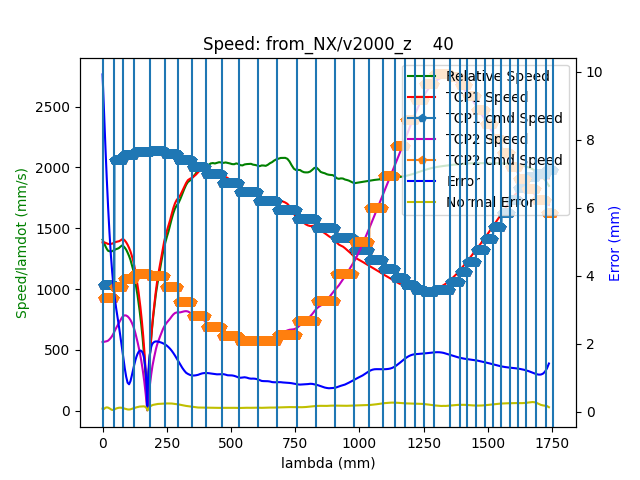 Speed: from_NX/v2000_z    40
Relative Speed
TCP1 Speed
TCP1 cmd Speed
TCP2 Speed
TCP2 cmd Speed
Error
Normal Error
Speed/lamdot (mm/s)
2500
2000
1500
1000
500
0
10
8
6
4
2
0
Error (mm)
0 250 500 750 1000 1250 1500 1750
lambda (mm)